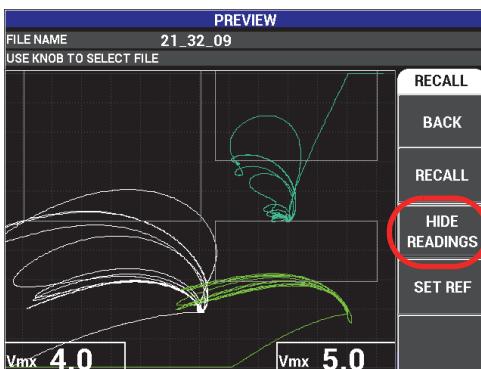 PREVIEW
FILE NAME 21_32_09
USE KNOB TO SELECT FILE
RECALL
BACK
RECALL
HIDE
READINGS
SET REF
Vmx 4.0
Vmx 5.0